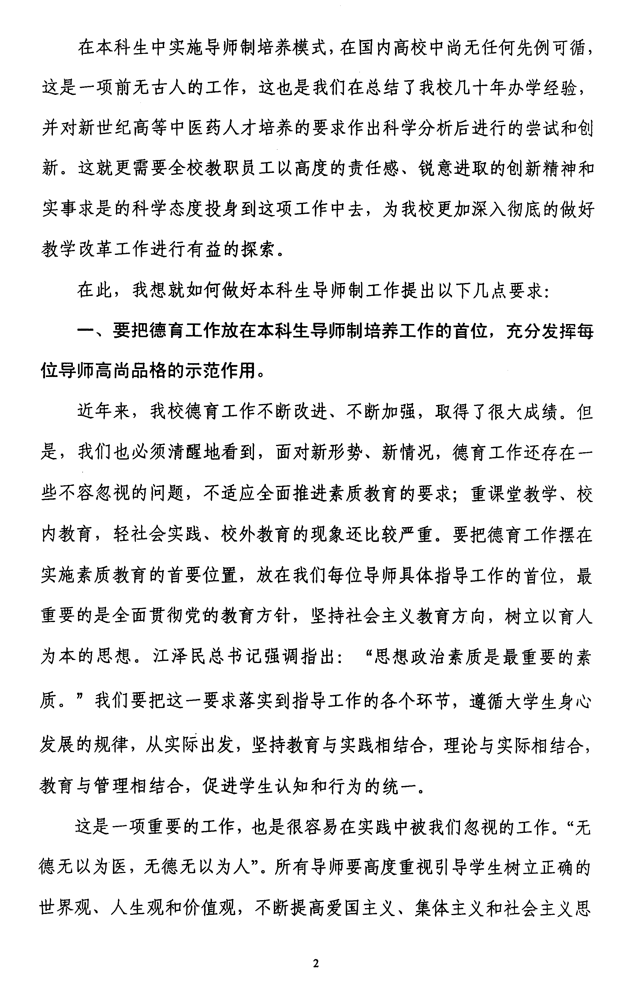 在本科生中实施导师制培养模式，在国内高校中尚无任何先例可循，
这是一项前无古人的工作，这也是我们在总结了我校几十年办学经验，
并对新世纪高等中医药人才培养的要求作出科学分析后进行的尝试和创
新。这就更需要全校教职员工以高度的责任感、锐意进取的创新精神和
实事求是的科学态度投身到这项工作中去，为我校更加深入彻底的做好
教学改革工作进行有益的探索。
在此，我想就如何做好本科生导师制工作提出以下几点要求：
一、要把德育工作放在本科生导师制培养工作的首位，充分发挥每
位导师高尚品格的示范作用。
近年来，我校德育工作不断改进、不断加强，取得了很大成绩。但
是，我们也必须清醒地看到，面对新形势、新情况，德育工作还存在一
些不容忽视的问题，不适应全面推进素质教育的要求；重课堂教学、校
内教育，轻社会实践、校外教育的现象还比较严重。要把德育工作摆在
实施素质教育的首要位置，放在我们每位导师具体指导工作的首位，最
重要的是全面贯彻党的教育方针，坚持社会主义教育方向，树立以育人
为本的思想。江泽民总书记强调指出：“思想政治素质是最重要的素
质。”我们要把这一要求落实到指导工作的各个环节，遵循大学生身心
发展的规律，从实际出发，坚持教育与实践相结合，理论与实际相结合，
教育与管理相结合，促进学生认知和行为的统一。
这是一项重要的工作，也是很容易在实践中被我们忽视的工作。“无
德无以为医，无德无以为人”。所有导师要高度重视引导学生树立正确的
世界观、人生观和价值观，不断提高爱国主义、集体主义和社会主义思
2